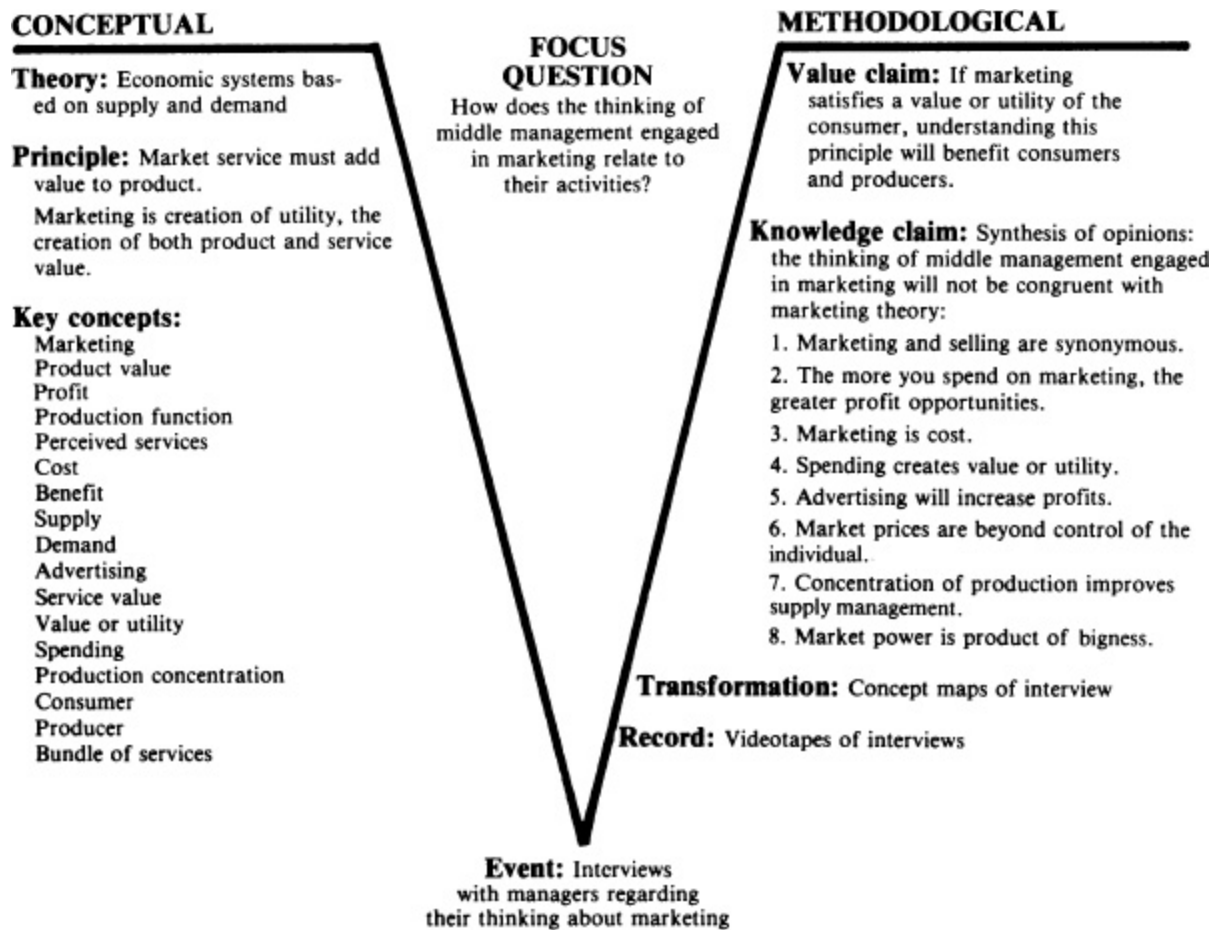 CONCEPTUAL
Theory: Economic systems bas-
ed on supply and demand
Principle: Market service must add
value to product.
Marketing is creation of utility, the
creation of both product and service
value.
Key concepts:
Marketing
Product value
Profit
Production function
Perceived services
Cost
Benefit
Supply
Demand
Advertising
Service value
Value or utility
Spending
Production concentration
Consumer
Producer
Bundle of services
FOCUS
QUESTION
How does the thinking of
middle management engaged
in marketing relate to
their activities?
METHODOLOGICAL
Value claim: If marketing
satisfies a value or utility of the
consumer, understanding this
principle will benefit consumers
and producers.
Knowledge claim: Synthesis of opinions:
the thinking of middle management engaged
in marketing will not be congruent with
marketing theory:
1. Marketing and selling are synonymous.
2. The more you spend on marketing, the
greater profit opportunities.
3. Marketing is cost.
4. Spending creates value or utility.
5. Advertising will increase profits.
6. Market prices are beyond control of the
individual.
7. Concentration of production improves
supply management.
8. Market power is product of bigness.
Transformation: Concept maps of interview
Record: Videotapes of interviews
Event: Interviews
with managers regarding
their thinking about marketing